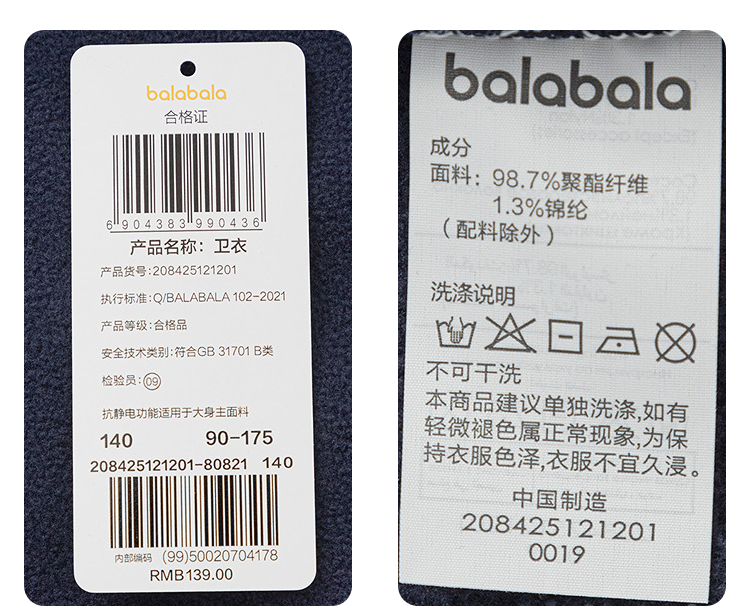 balabala
合格证
6904383990436
产品名称：卫衣
产品货号:208425121201
执行标准:Q/BALABALA 102-2021
产品等级:合格品
安全技术类别:符合GB 31701 B类
检验员:09
抗静电功能适用于大身主面料
140 90-175
208425121201-80821 140
内部编码 (99)50020704178
RMB139.00
balabala
成分
面料：98.7%聚酯纤维
1.3%锦纶
（配料除外）
洗涤说明
不可干洗
本商品建议单独洗涤,如有
轻微褪色属正常现象,为保
持衣服色泽,衣服不宜久浸。
中国制造
208425121201
0019